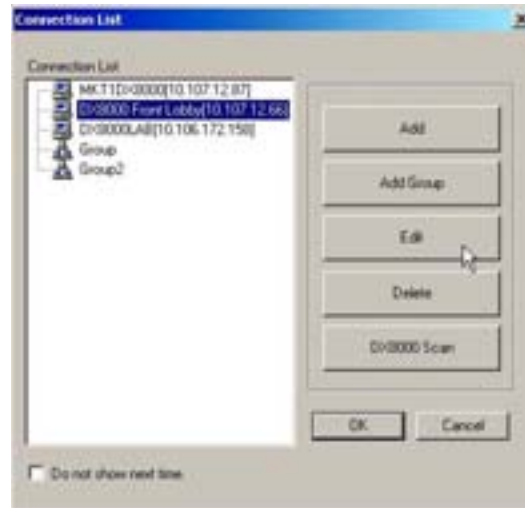 Connection List
Connection List
MKT1DX8000[10.107.12.87]
DX8000 Front Lobby[10.107.12.66]
DX8000LAB[10.106.172.158]
Group
Group2
Add
Add Group
Edit
Delete
DX8000 Scan
OK
Cancel
Do not show next time.